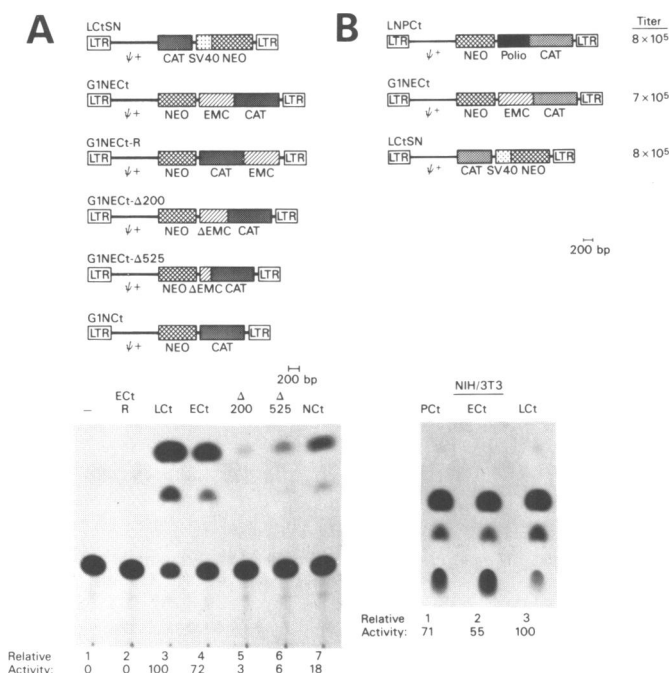 A
LCtSN
LTR ψ+ CAT SV40 NEO LTR
G1NECt
LTR ψ+ NEO EMC CAT LTR
G1NECt-R
LTR ψ+ NEO CAT EMC LTR
G1NECt-Δ200
LTR ψ+ NEO ΔEMC CAT LTR
G1NECt-Δ525
LTR ψ+ NEO ΔEMC CAT LTR
G1NCt
LTR ψ+ NEO CAT LTR
200 bp
– ECt R LCt ECt Δ 200 Δ 525 NCt
Relative 1 2 3 4 5 6 7
Activity: 0 0 100 72 3 6 18
B
Titer
LNPCt
LTR ψ+ NEO Polio CAT LTR 8×10⁵
G1NECt
LTR ψ+ NEO EMC CAT LTR 7×10⁵
LCtSN
LTR ψ+ CAT SV40 NEO LTR 8×10⁵
200 bp
NIH/3T3
PCt ECt LCt
Relative 1 2 3
Activity: 71 55 100